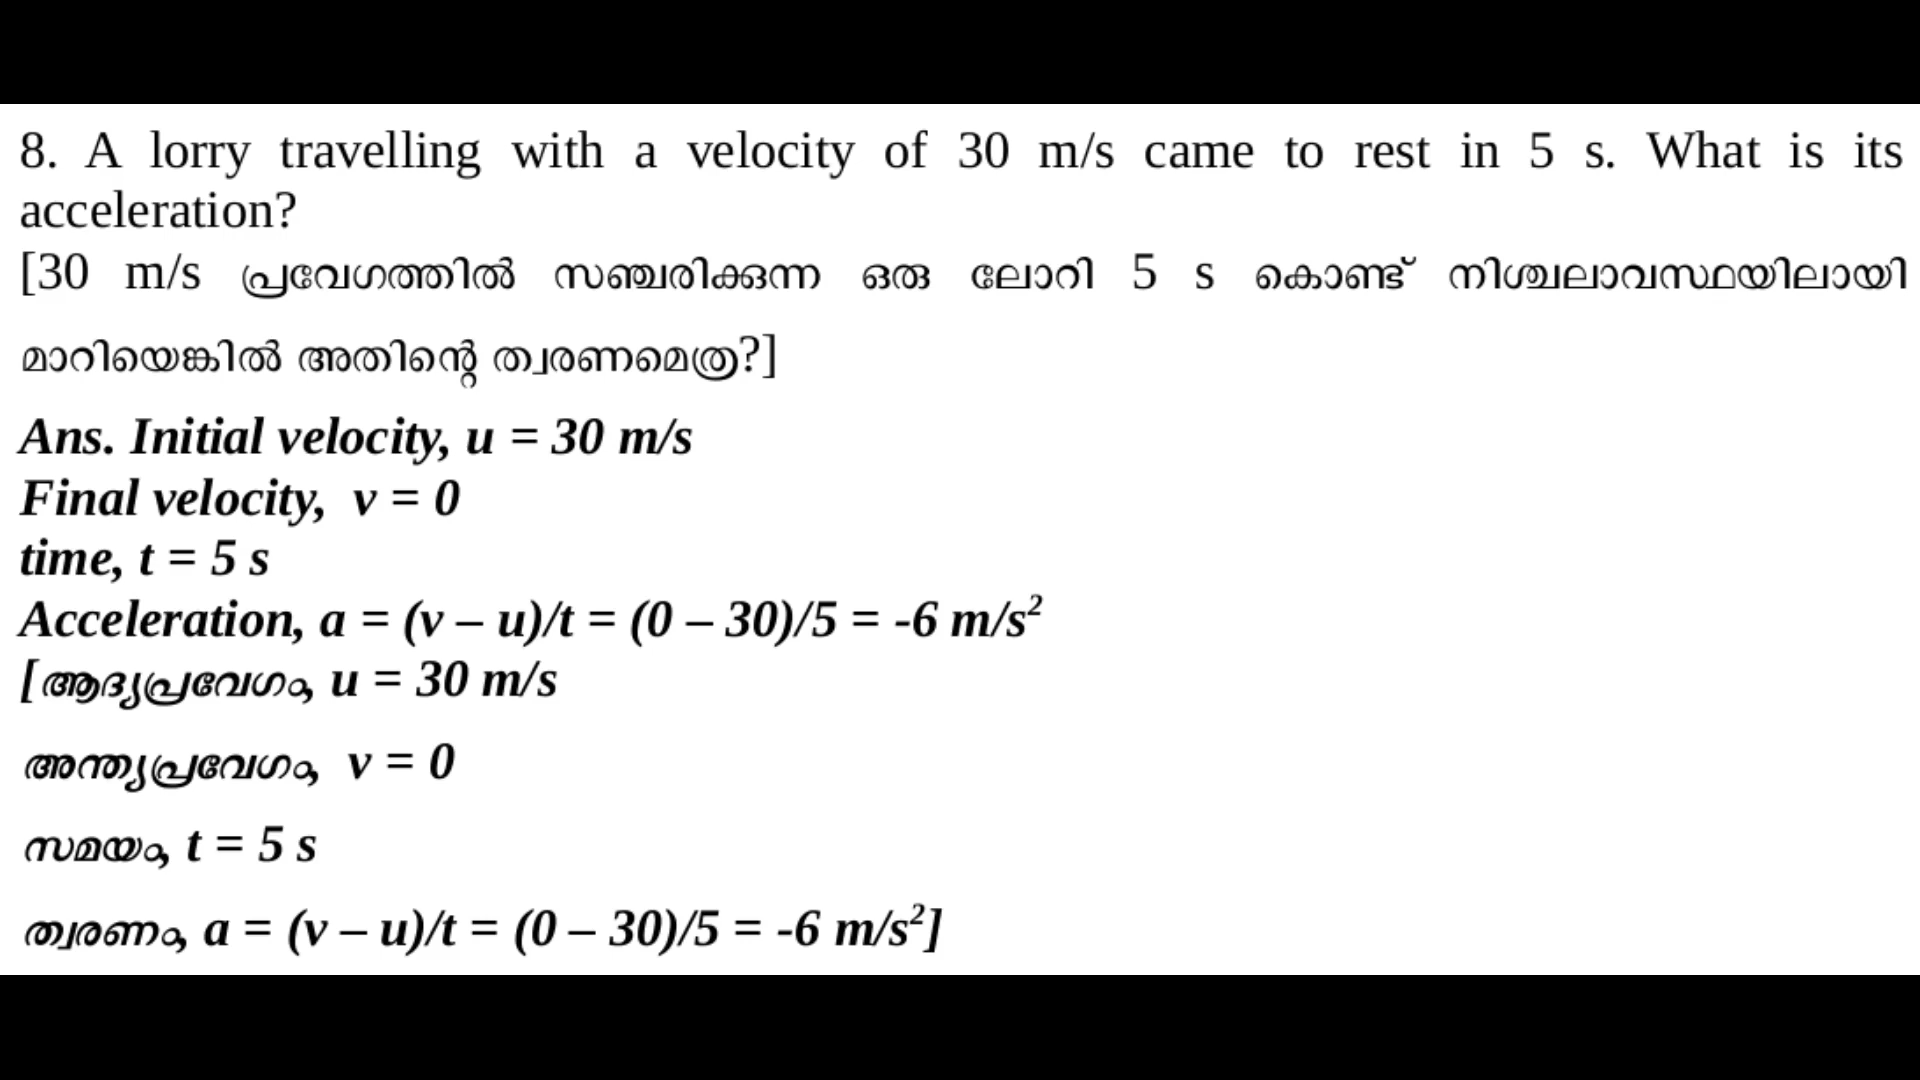 8. A lorry travelling with a velocity of 30 m/s came to rest in 5 s. What is its
acceleration?
[30 m/s പ്രവേഗത്തിൽ സഞ്ചരിക്കുന്ന ഒരു ലോറി 5 s കൊണ്ട് നിശ്ചലാവസ്ഥയിലായി
മാറിയെങ്കിൽ അതിന്റെ ത്വരണമെത്ര?]
Ans. Initial velocity, u = 30 m/s
Final velocity,  v = 0
time, t = 5 s
Acceleration, a = (v – u)/t = (0 – 30)/5 = -6 m/s²
[ആദ്യപ്രവേഗം, u = 30 m/s
അന്ത്യപ്രവേഗം,  v = 0
സമയം, t = 5 s
ത്വരണം, a = (v – u)/t = (0 – 30)/5 = -6 m/s²]